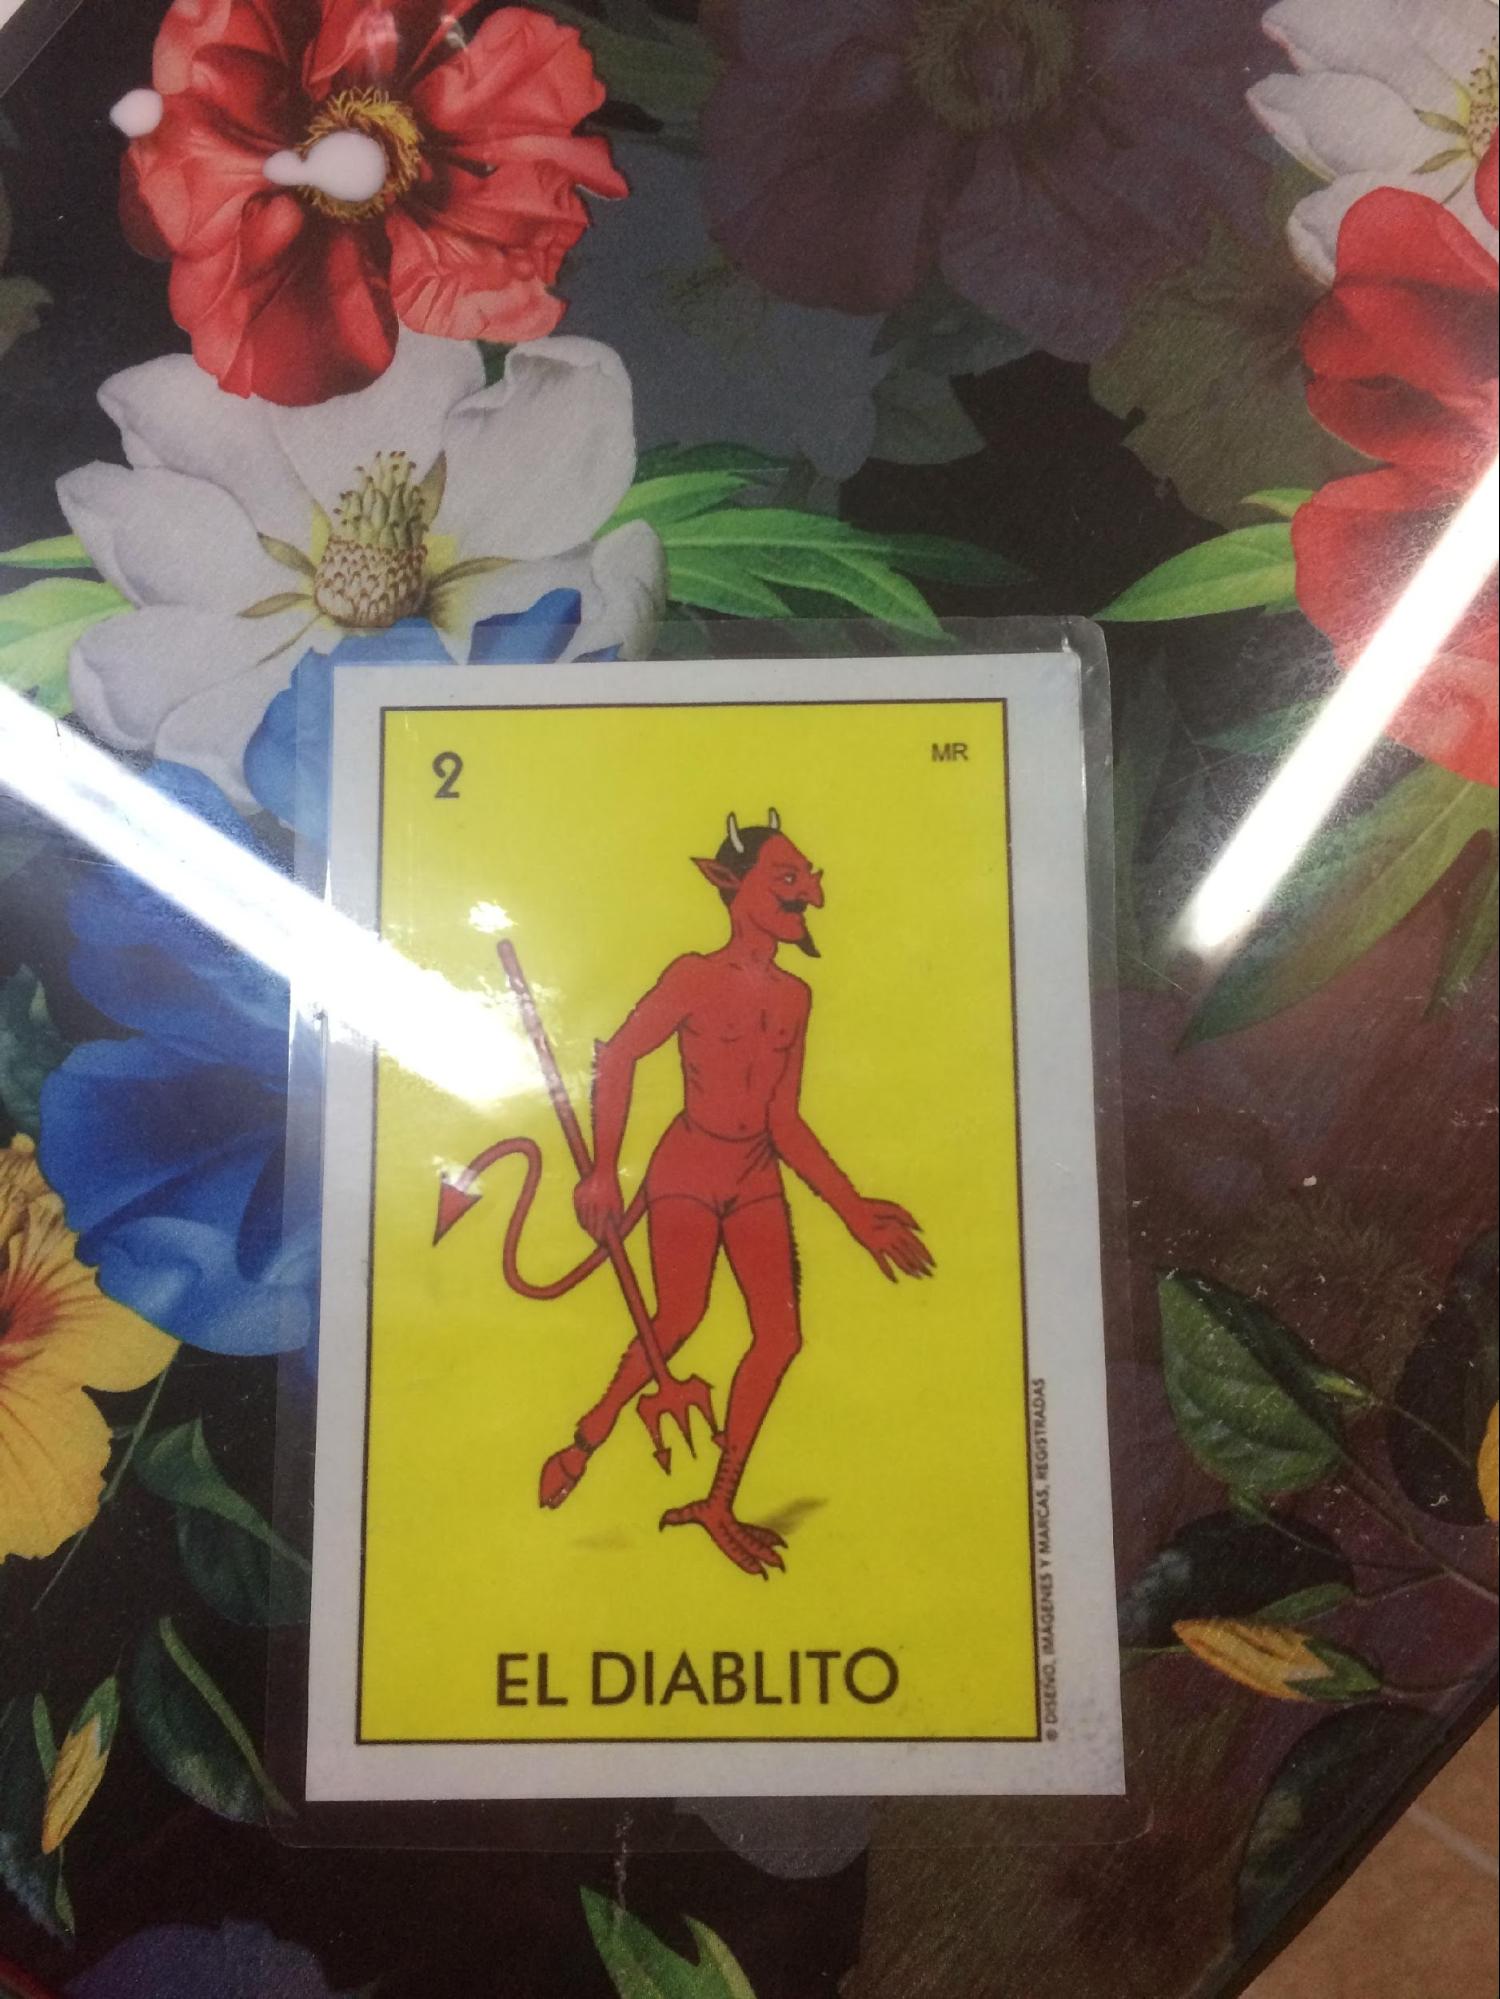 2
MR
EL DIABLITO
© DISEÑO, IMÁGENES Y MARCAS, REGISTRADAS